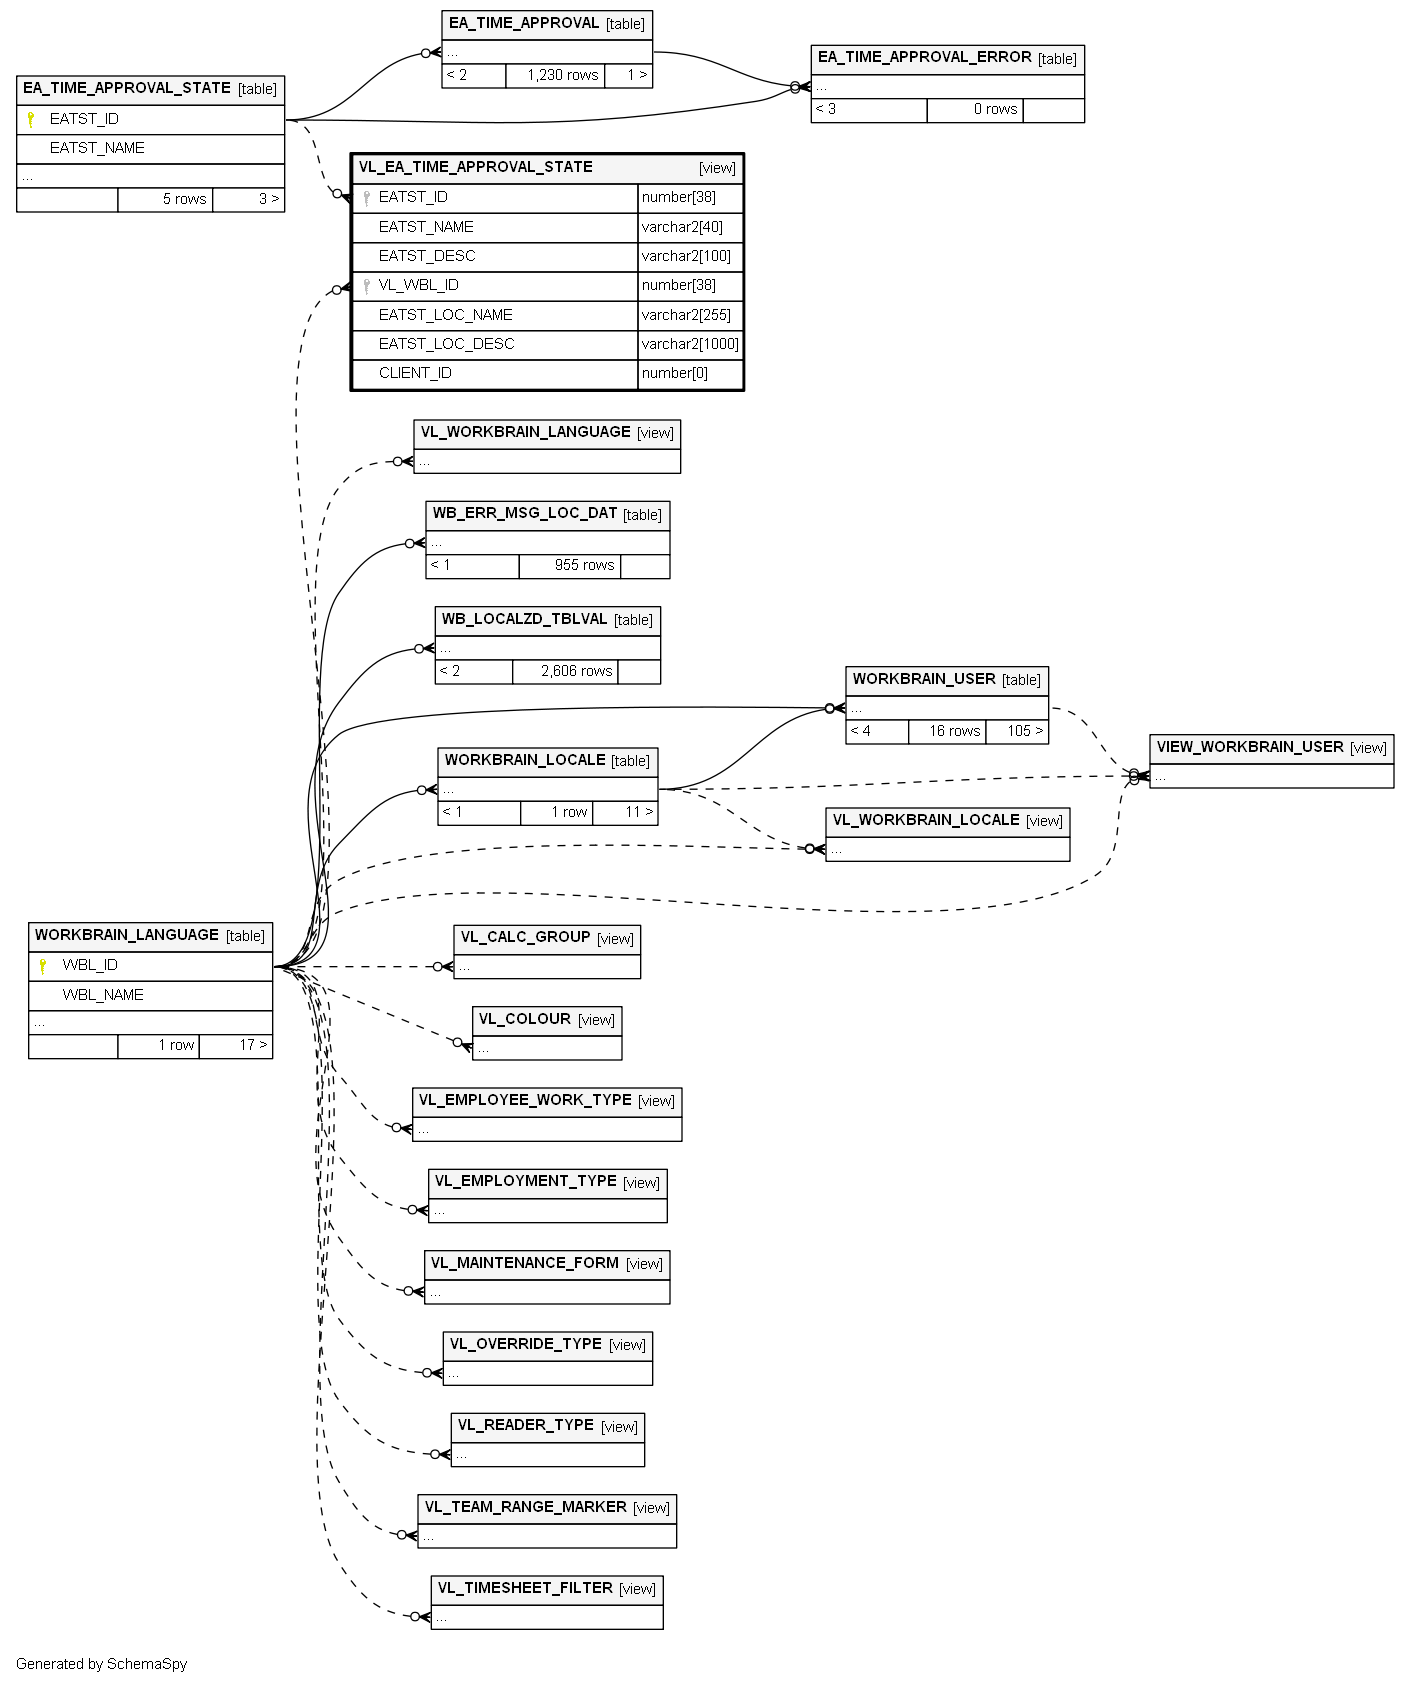 EA_TIME_APPROVAL [table]
...
< 2 1,230 rows 1 >
EA_TIME_APPROVAL_ERROR [table]
...
< 3 0 rows
EA_TIME_APPROVAL_STATE [table]
EATST_ID
EATST_NAME
...
5 rows 3 >
VL_EA_TIME_APPROVAL_STATE [view]
EATST_ID number[38]
EATST_NAME varchar2[40]
EATST_DESC varchar2[100]
VL_WBL_ID number[38]
EATST_LOC_NAME varchar2[255]
EATST_LOC_DESC varchar2[1000]
CLIENT_ID number[0]
VL_WORKBRAIN_LANGUAGE [view]
...
WB_ERR_MSG_LOC_DAT [table]
...
< 1 955 rows
WB_LOCALZD_TBLVAL [table]
...
< 2 2,606 rows
WORKBRAIN_USER [table]
...
< 4 16 rows 105 >
VIEW_WORKBRAIN_USER [view]
...
WORKBRAIN_LOCALE [table]
...
< 1 1 row 11 >
VL_WORKBRAIN_LOCALE [view]
...
WORKBRAIN_LANGUAGE [table]
WBL_ID
WBL_NAME
...
1 row 17 >
VL_CALC_GROUP [view]
...
VL_COLOUR [view]
...
VL_EMPLOYEE_WORK_TYPE [view]
...
VL_EMPLOYMENT_TYPE [view]
...
VL_MAINTENANCE_FORM [view]
...
VL_OVERRIDE_TYPE [view]
...
VL_READER_TYPE [view]
...
VL_TEAM_RANGE_MARKER [view]
...
VL_TIMESHEET_FILTER [view]
...
Generated by SchemaSpy